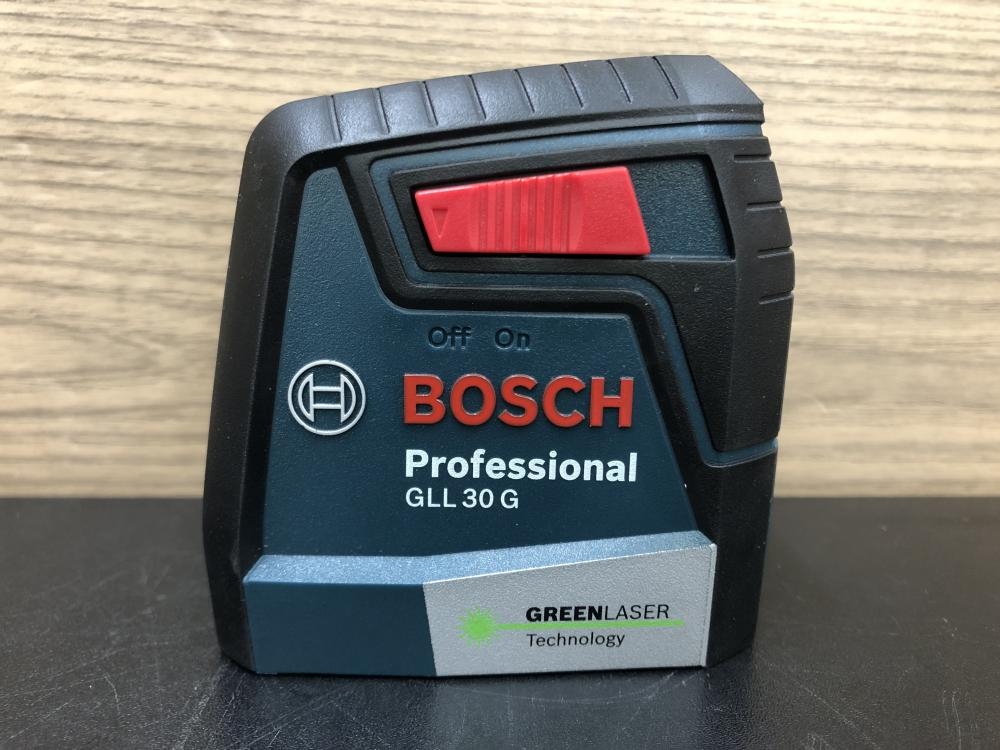 Off On
BOSCH
Professional
GLL 30 G
GREENLASER
Technology